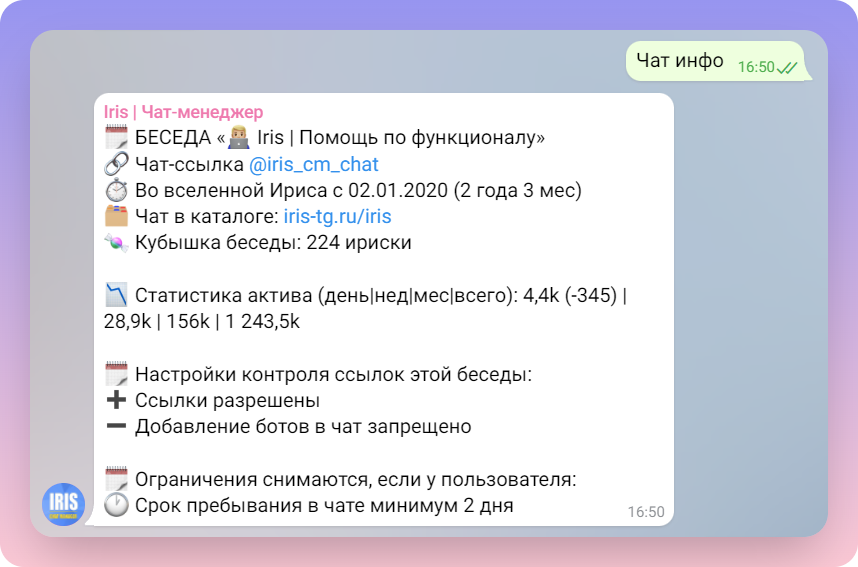 Чат инфо
16:50
Iris | Чат-менеджер
БЕСЕДА «👨🏼‍💻 Iris | Помощь по функционалу»
Чат-ссылка @iris_cm_chat
Во вселенной Ириса с 02.01.2020 (2 года 3 мес)
Чат в каталоге: iris-tg.ru/iris
Кубышка беседы: 224 ириски
Статистика актива (день|нед|мес|всего): 4,4k (-345) |
28,9k | 156k | 1 243,5k
Настройки контроля ссылок этой беседы:
➕ Ссылки разрешены
➖ Добавление ботов в чат запрещено
Ограничения снимаются, если у пользователя:
Срок пребывания в чате минимум 2 дня
16:50
IRIS